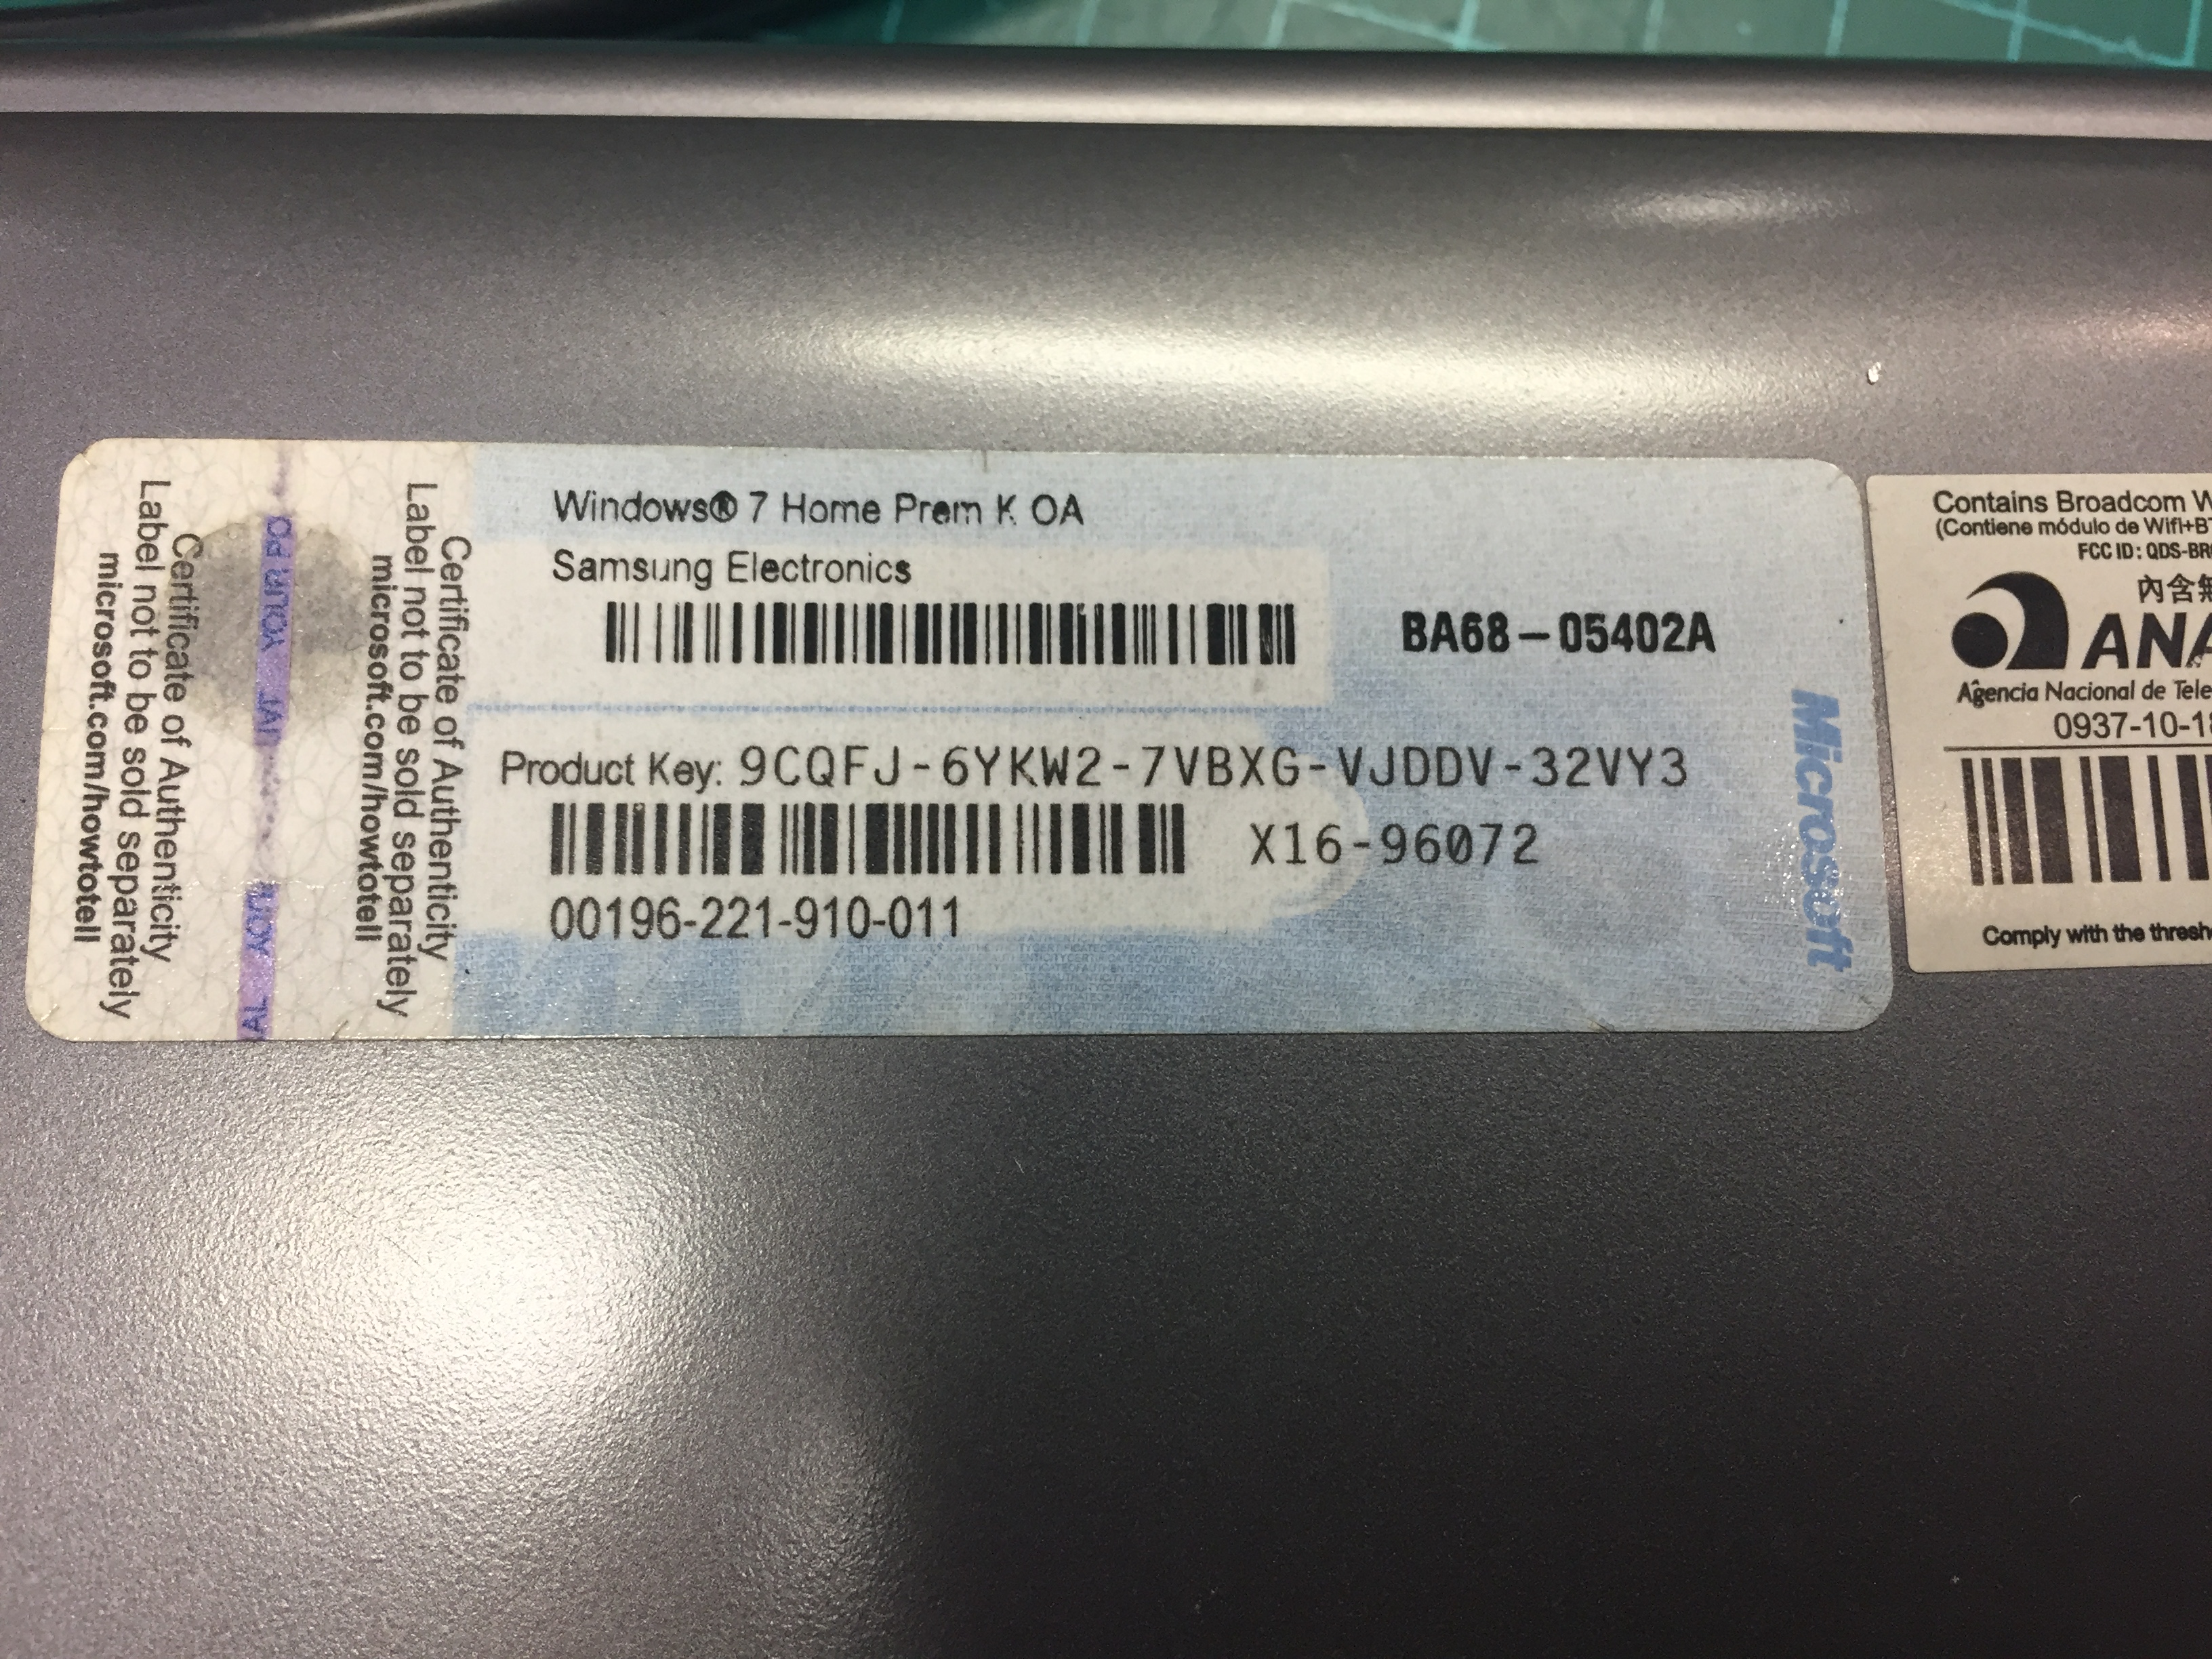 Windows® 7 Home Prem K OA
Samsung Electronics
BA68-05402A
Product Key: 9CQFJ-6YKW2-7VBXG-VJDDV-32VY3
X16-96072
00196-221-910-011
Microsoft
Certificate of Authenticity
Label not to be sold separately
microsoft.com/howtotell
Certificate of Authenticity
Label not to be sold separately
microsoft.com/howtotell
Contains Broadcom W
(Contiene módulo de Wifi+BT
FCC ID: QDS-BR
內含無
ANA
Agencia Nacional de Tele
0937-10-18
Comply with the thresh